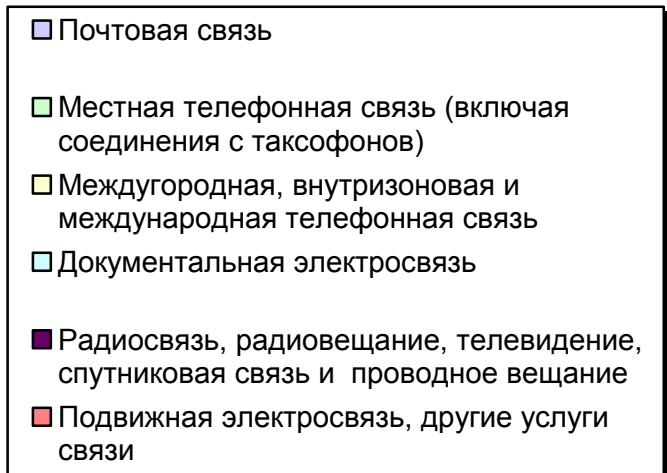 Почтовая связь
Местная телефонная связь (включая
соединения с таксофонов)
Междугородная, внутризоновая и
международная телефонная связь
Документальная электросвязь
Радиосвязь, радиовещание, телевидение,
спутниковая связь и проводное вещание
Подвижная электросвязь, другие услуги
связи